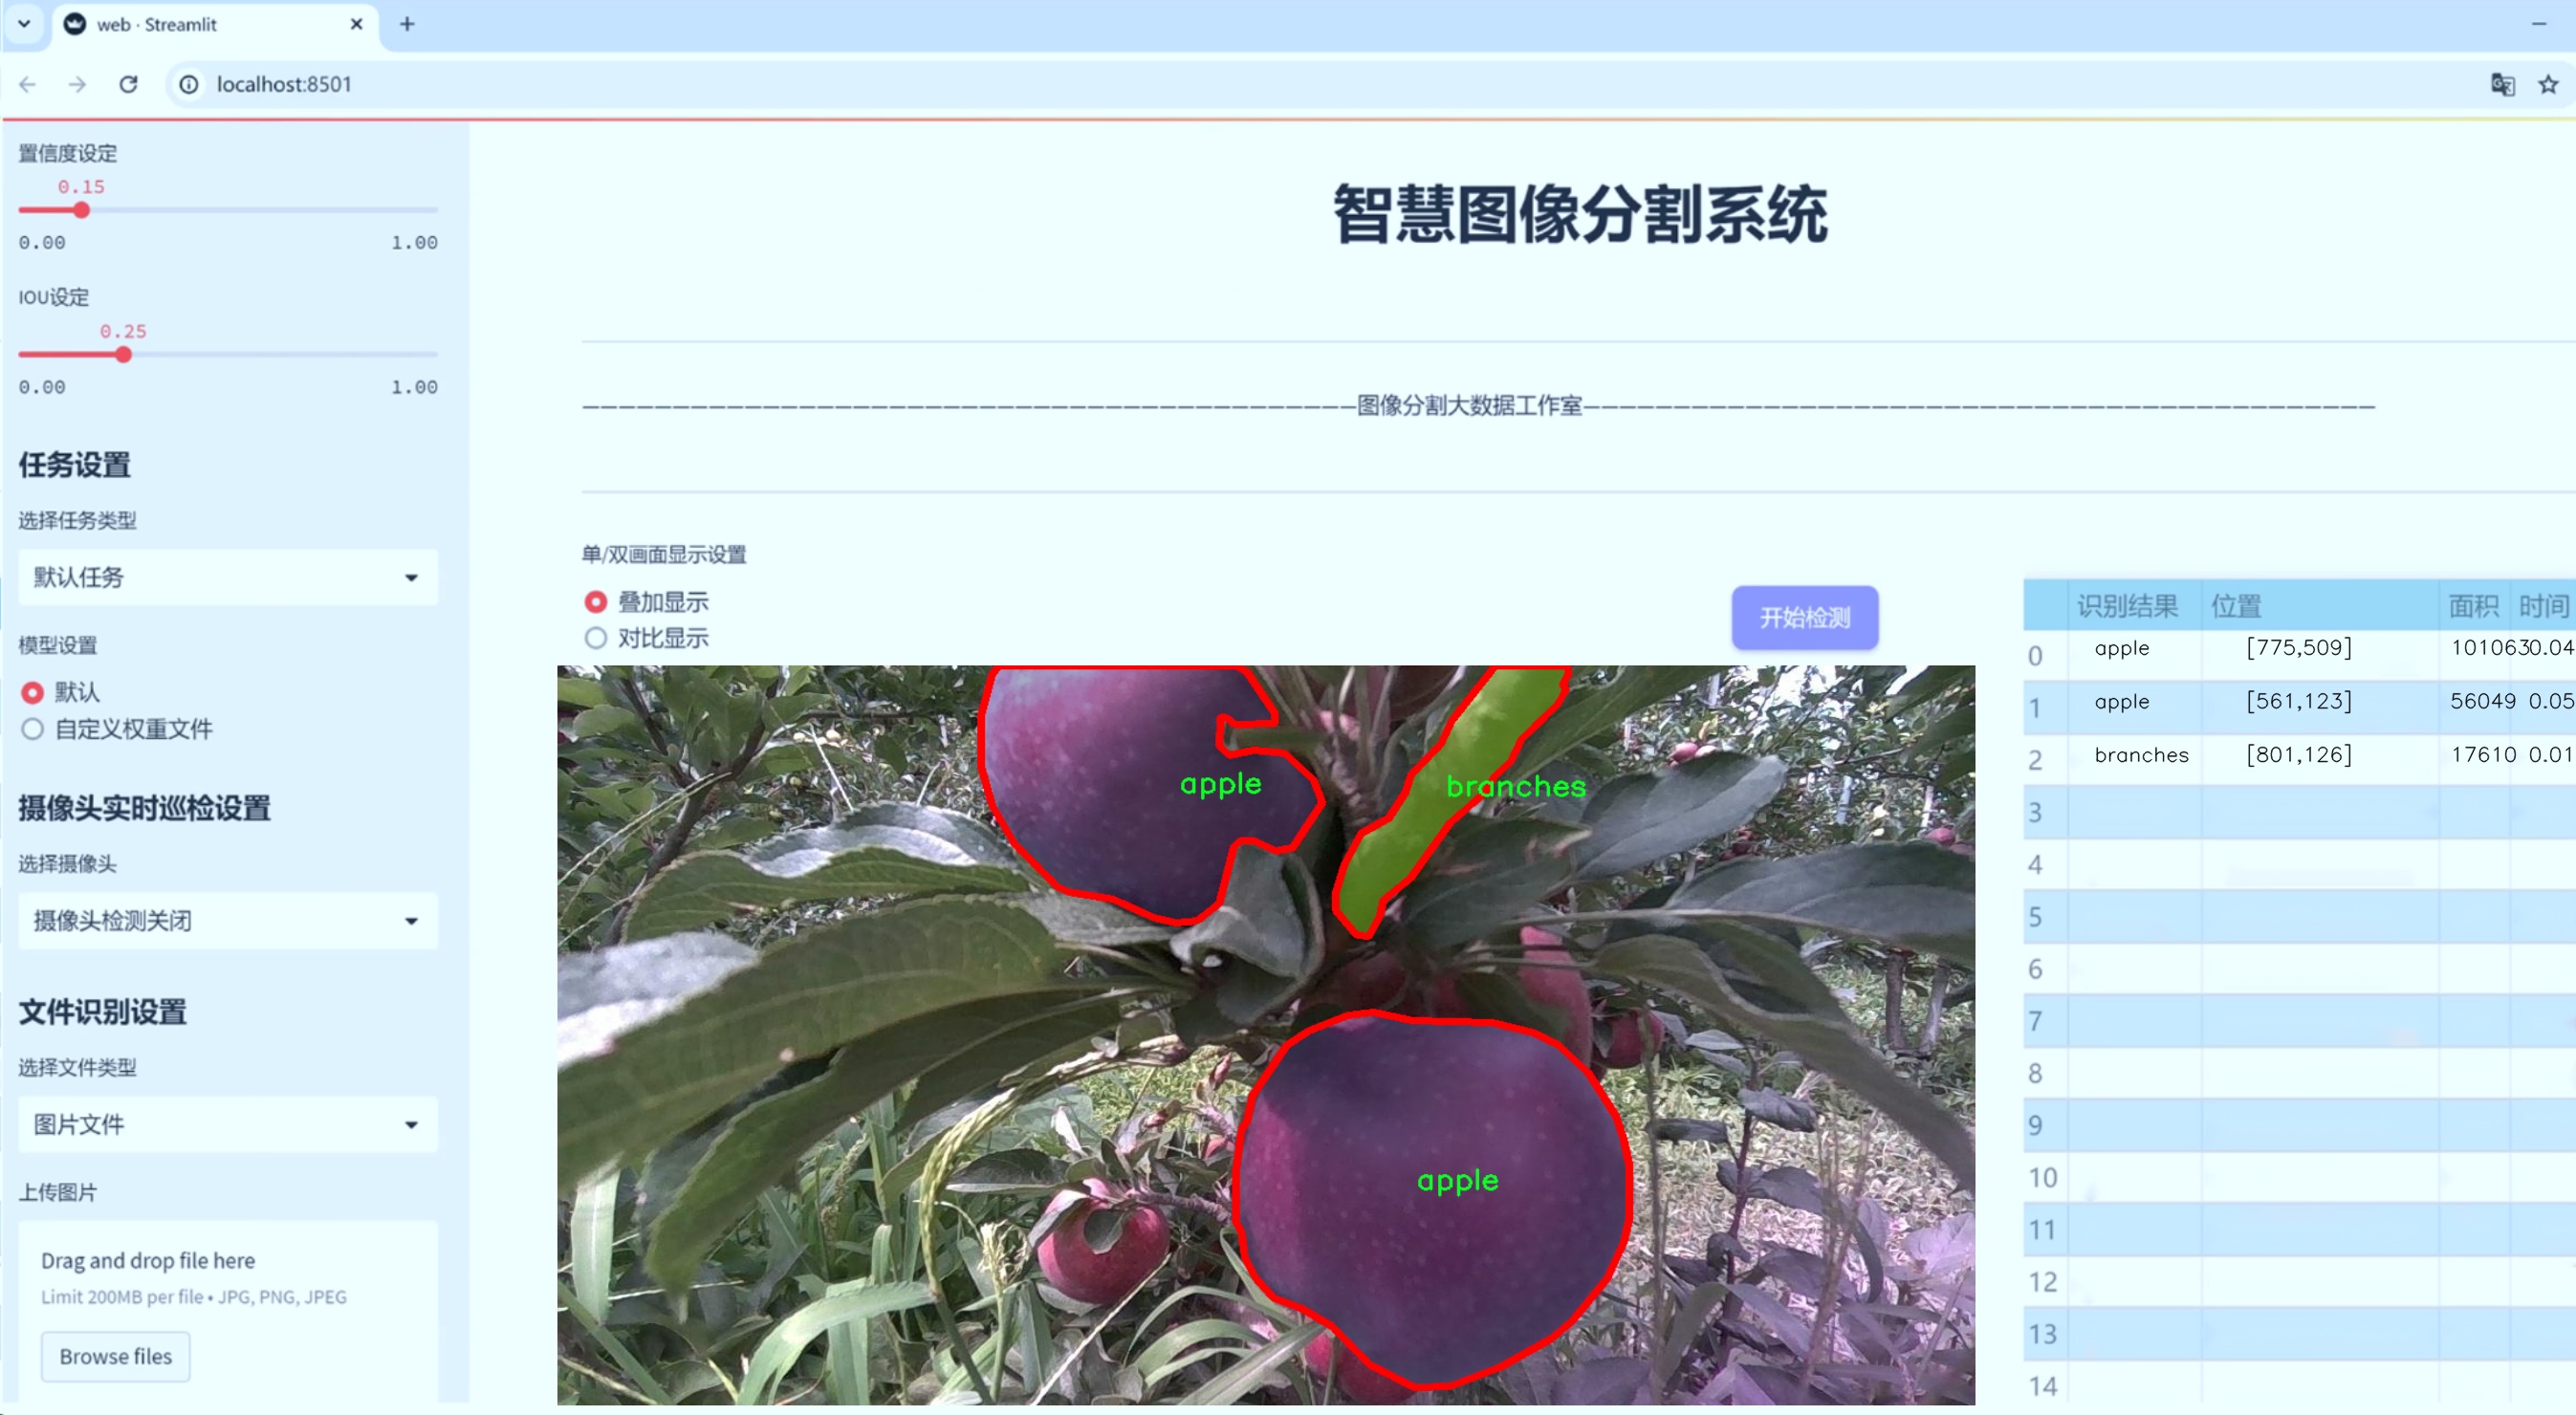 web · Streamlit
localhost:8501
置信度设定
0.15
0.00 1.00
IOU设定
0.25
0.00 1.00
任务设置
选择任务类型
默认任务
模型设置
默认
自定义权重文件
摄像头实时巡检设置
选择摄像头
摄像头检测关闭
文件识别设置
选择文件类型
图片文件
上传图片
Drag and drop file here
Limit 200MB per file • JPG, PNG, JPEG
Browse files
智慧图像分割系统
图像分割大数据工作室
单/双画面显示设置
叠加显示
对比显示
开始检测
apple
branches
apple
识别结果 位置 面积 时间
0 apple [775,509] 101063 0.04
1 apple [561,123] 56049 0.05
2 branches [801,126] 17610 0.01
3
4
5
6
7
8
9
10
11
12
13
14